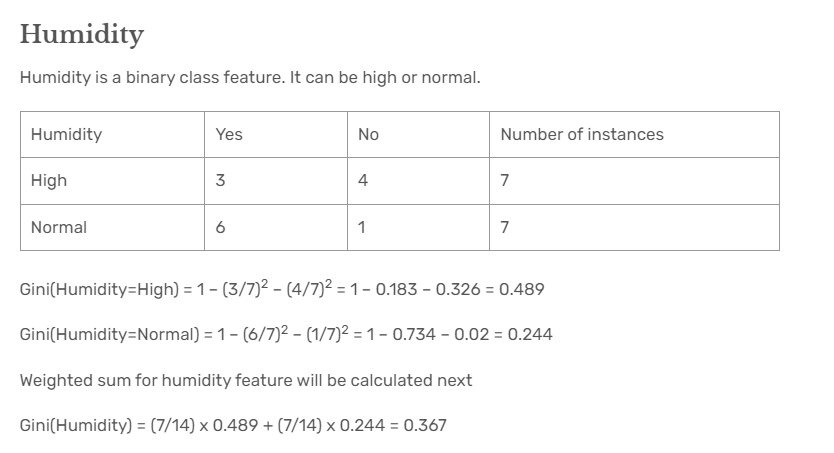 Humidity
Humidity is a binary class feature. It can be high or normal.
Humidity Yes No Number of instances
High 3 4 7
Normal 6 1 7
Gini(Humidity=High) = 1 – (3/7)² – (4/7)² = 1 – 0.183 – 0.326 = 0.489
Gini(Humidity=Normal) = 1 – (6/7)² – (1/7)² = 1 – 0.734 – 0.02 = 0.244
Weighted sum for humidity feature will be calculated next
Gini(Humidity) = (7/14) x 0.489 + (7/14) x 0.244 = 0.367